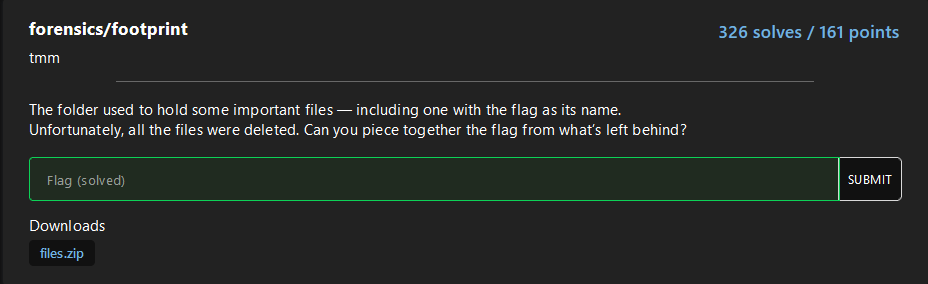 forensics/footprint
326 solves / 161 points
tmm
The folder used to hold some important files — including one with the flag as its name.
Unfortunately, all the files were deleted. Can you piece together the flag from what's left behind?
Flag (solved)
SUBMIT
Downloads
files.zip